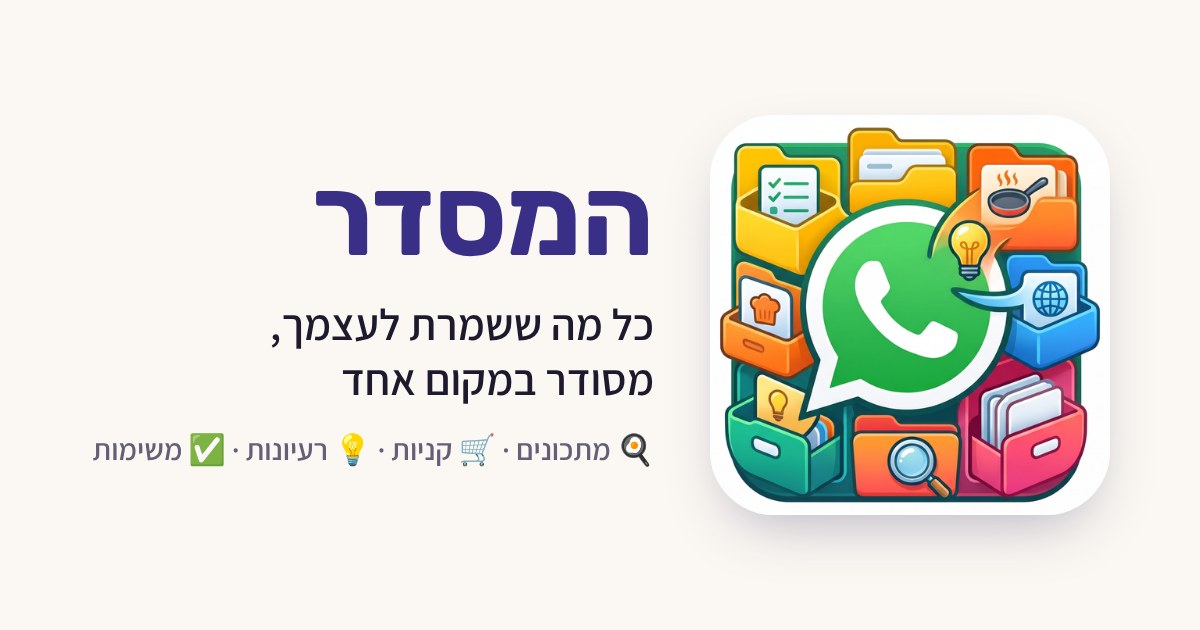 המסדר
כל מה ששמרת לעצמך,
מסודר במקום אחד
🍳 מתכונים · 🛒 קניות · 💡 רעיונות · ✅ משימות